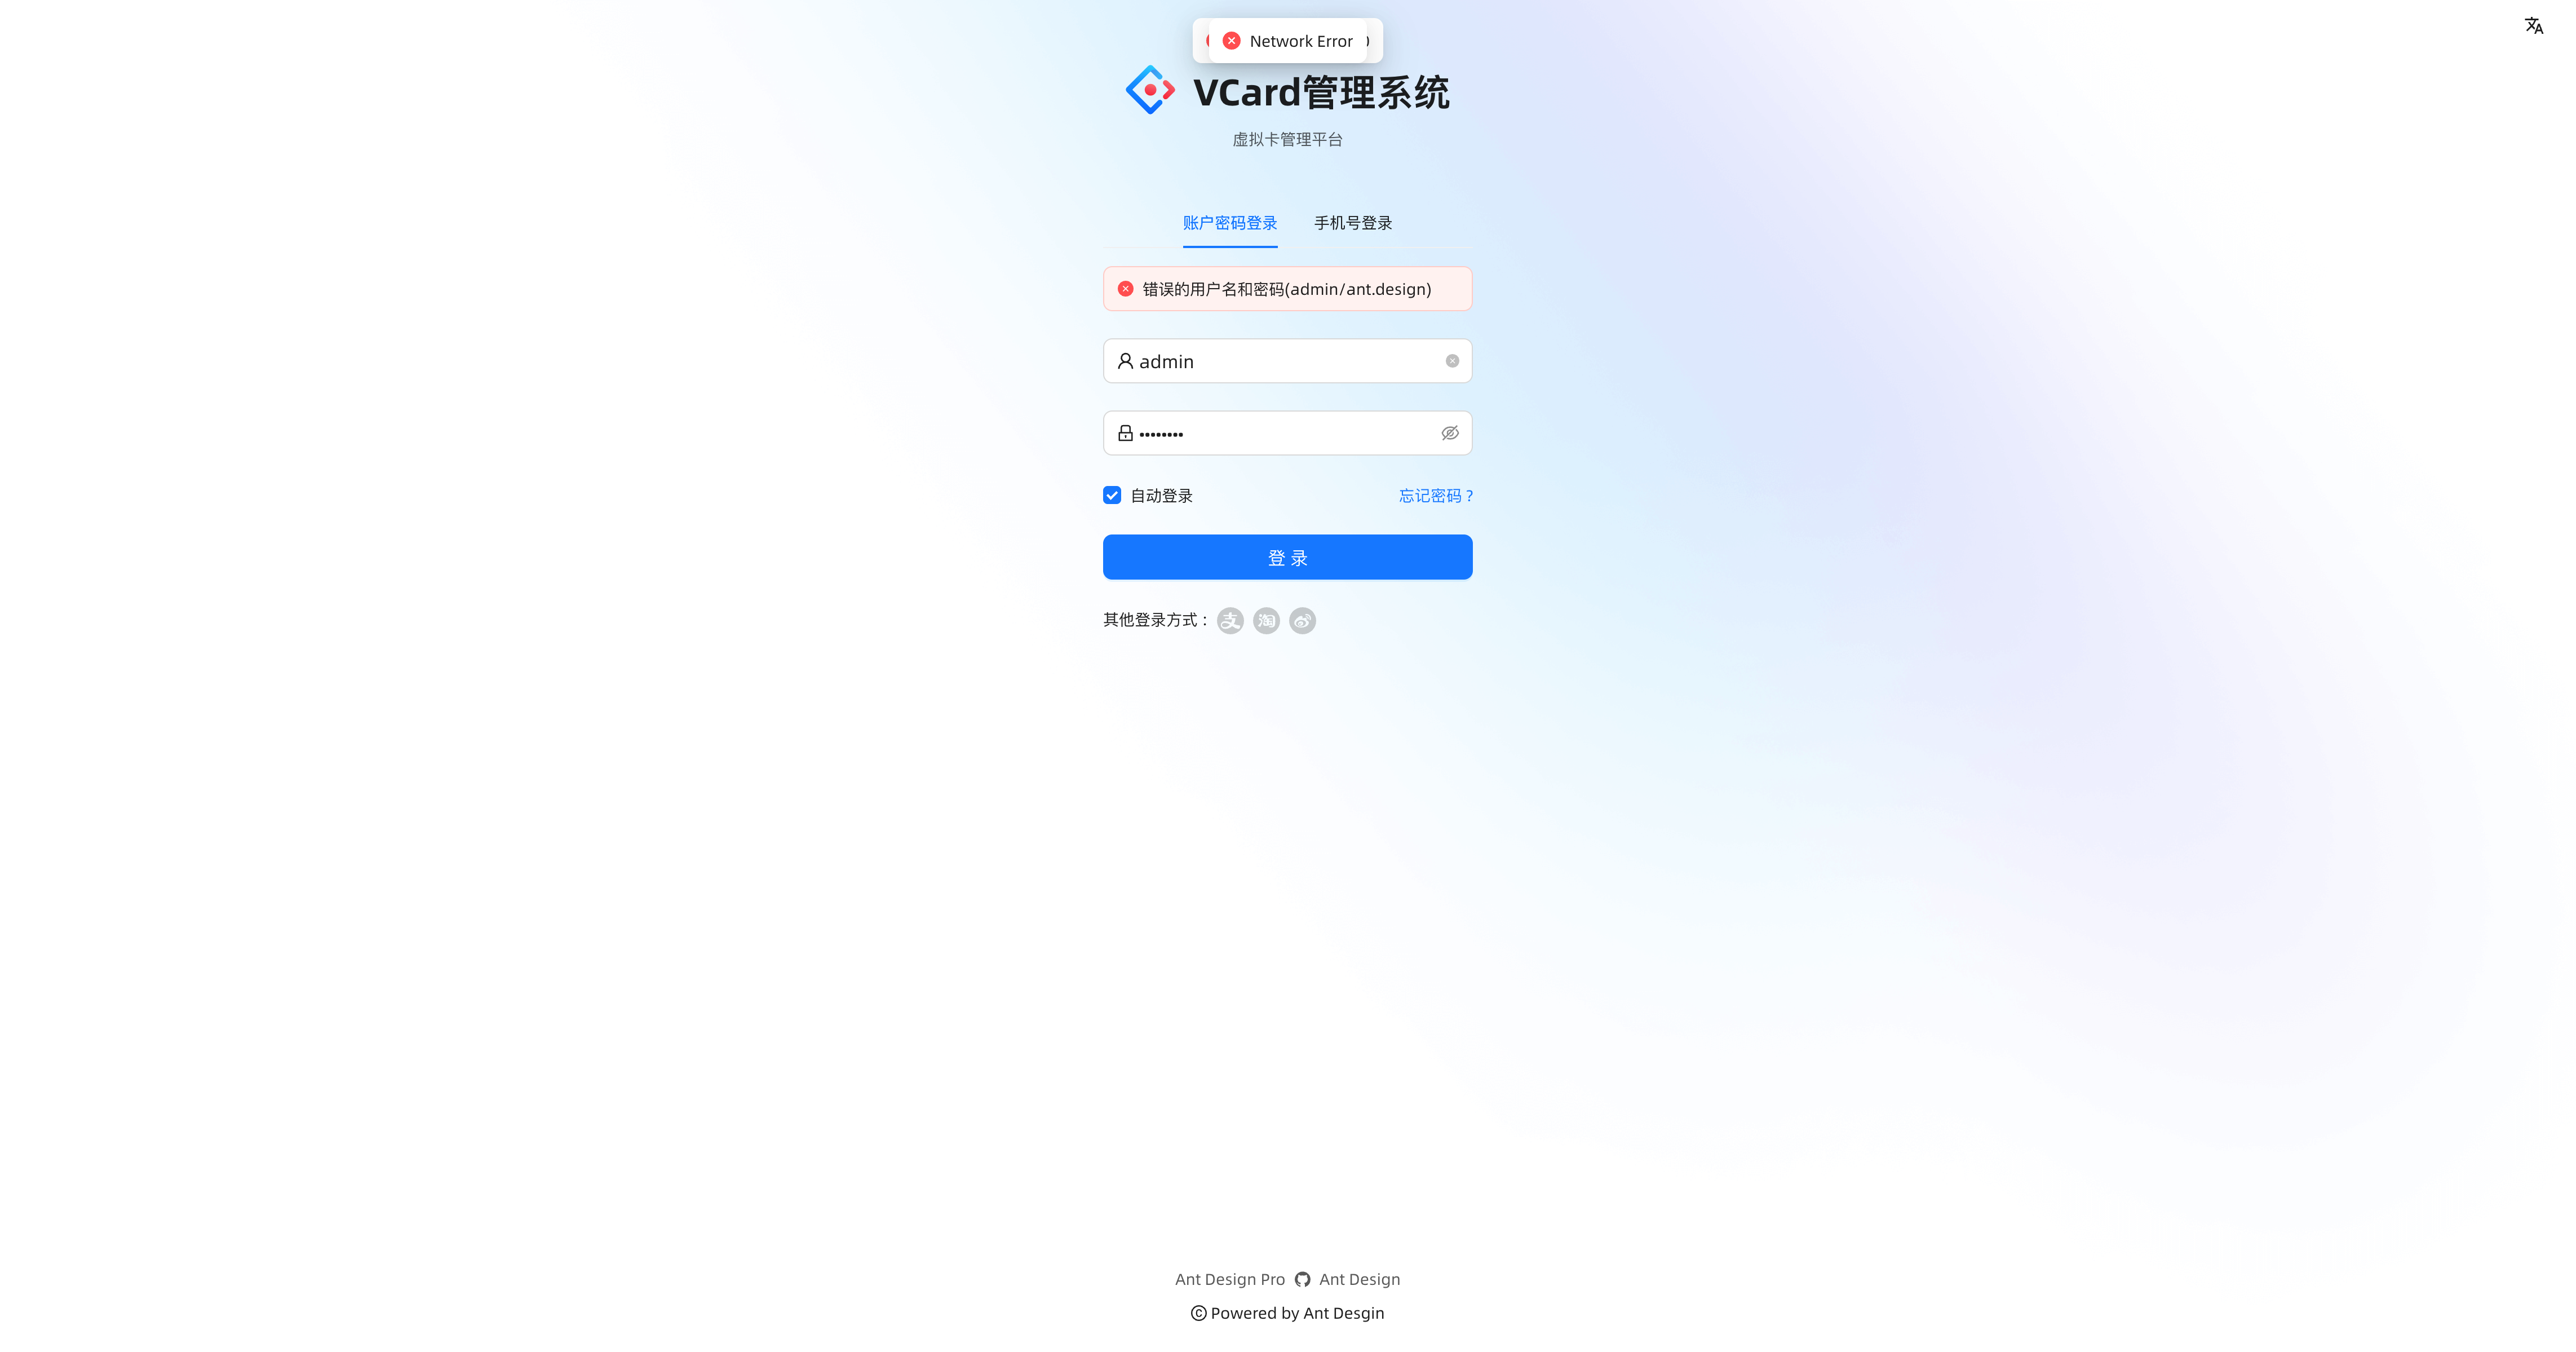 Network Error
VCard管理系统
虚拟卡管理平台
账户密码登录 手机号登录
错误的用户名和密码(admin/ant.design)
admin
••••••••
自动登录 忘记密码 ?
登 录
其他登录方式 : 支 淘
Ant Design Pro Ant Design
© Powered by Ant Desgin